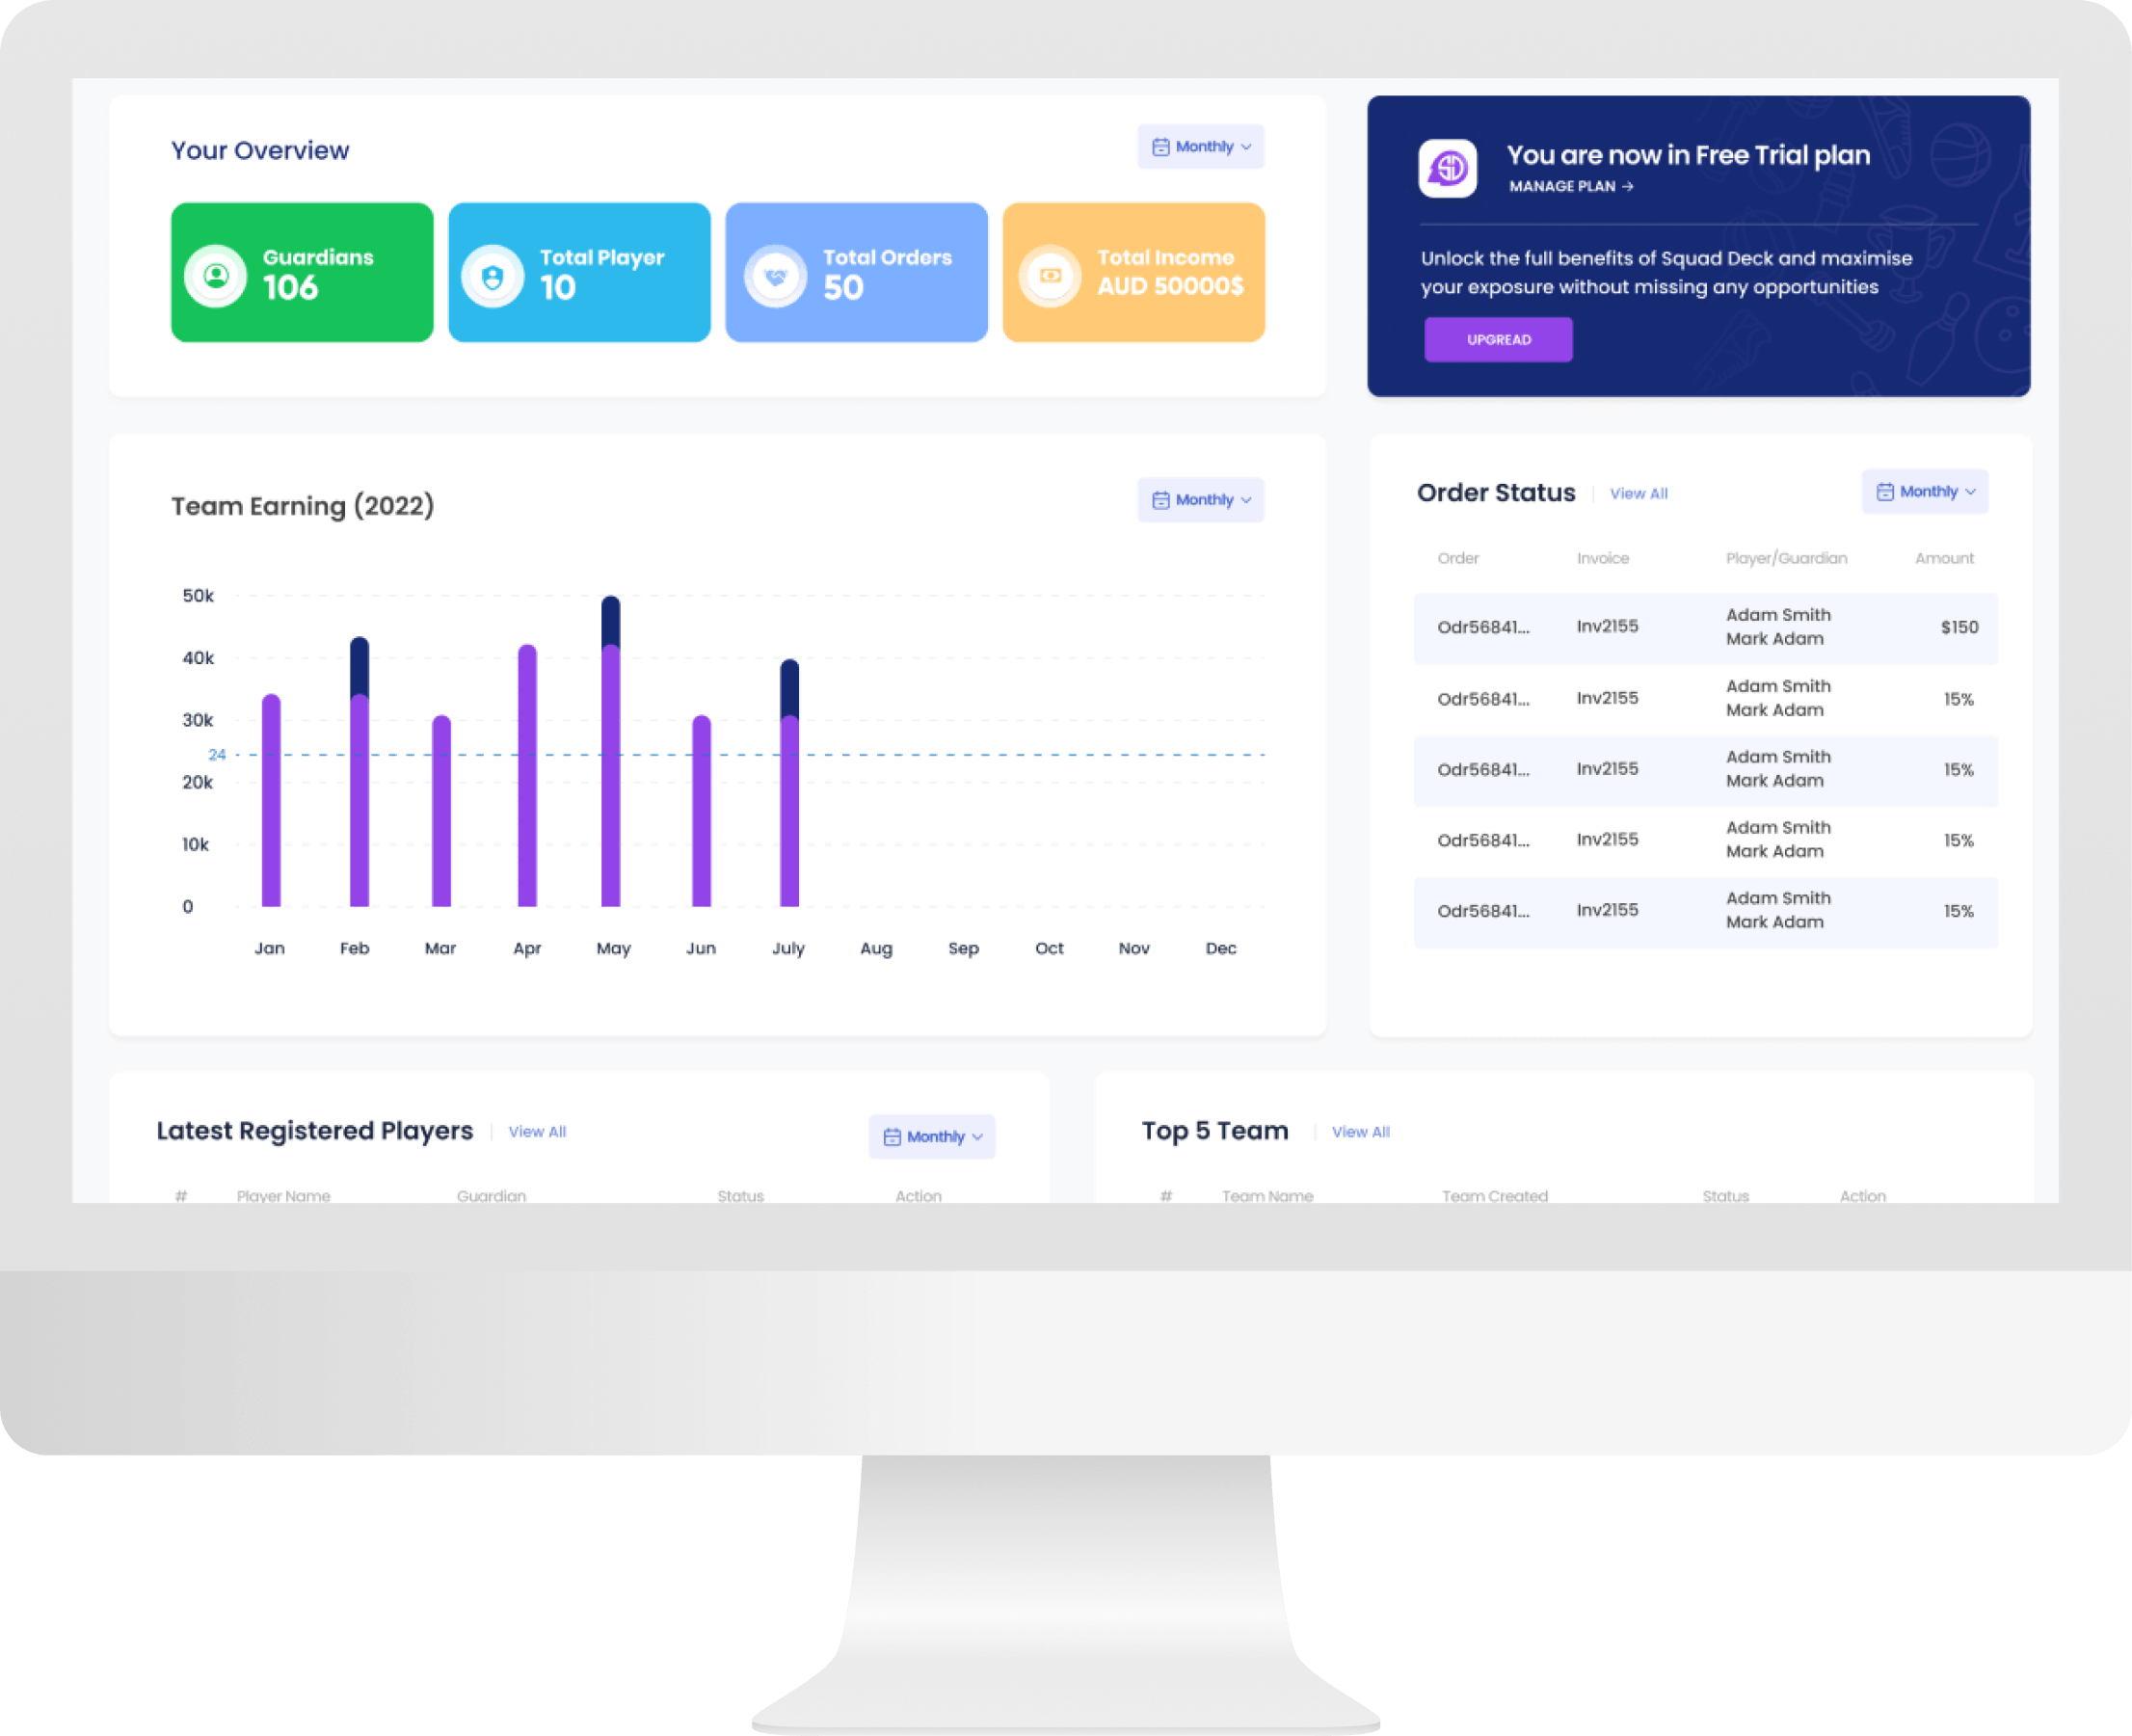 Your Overview
Monthly
Guardians
106
Total Player
10
Total Orders
50
Total Income
AUD 50000$
SD
You are now in Free Trial plan
MANAGE PLAN →
Unlock the full benefits of Squad Deck and maximise
your exposure without missing any opportunities
UPGREAD
Team Earning (2022)
Monthly
50k
40k
30k
24
20k
10k
0
Jan Feb Mar Apr May Jun July Aug Sep Oct Nov Dec
Order Status View All
Monthly
Order Invoice Player/Guardian Amount
Odr56841... Inv2155 Adam Smith $150
Mark Adam
Odr56841... Inv2155 Adam Smith 15%
Mark Adam
Odr56841... Inv2155 Adam Smith 15%
Mark Adam
Odr56841... Inv2155 Adam Smith 15%
Mark Adam
Odr56841... Inv2155 Adam Smith 15%
Mark Adam
Latest Registered Players View All
Monthly
# Player Name Guardian Status Action
Top 5 Team View All
# Team Name Team Created Status Action